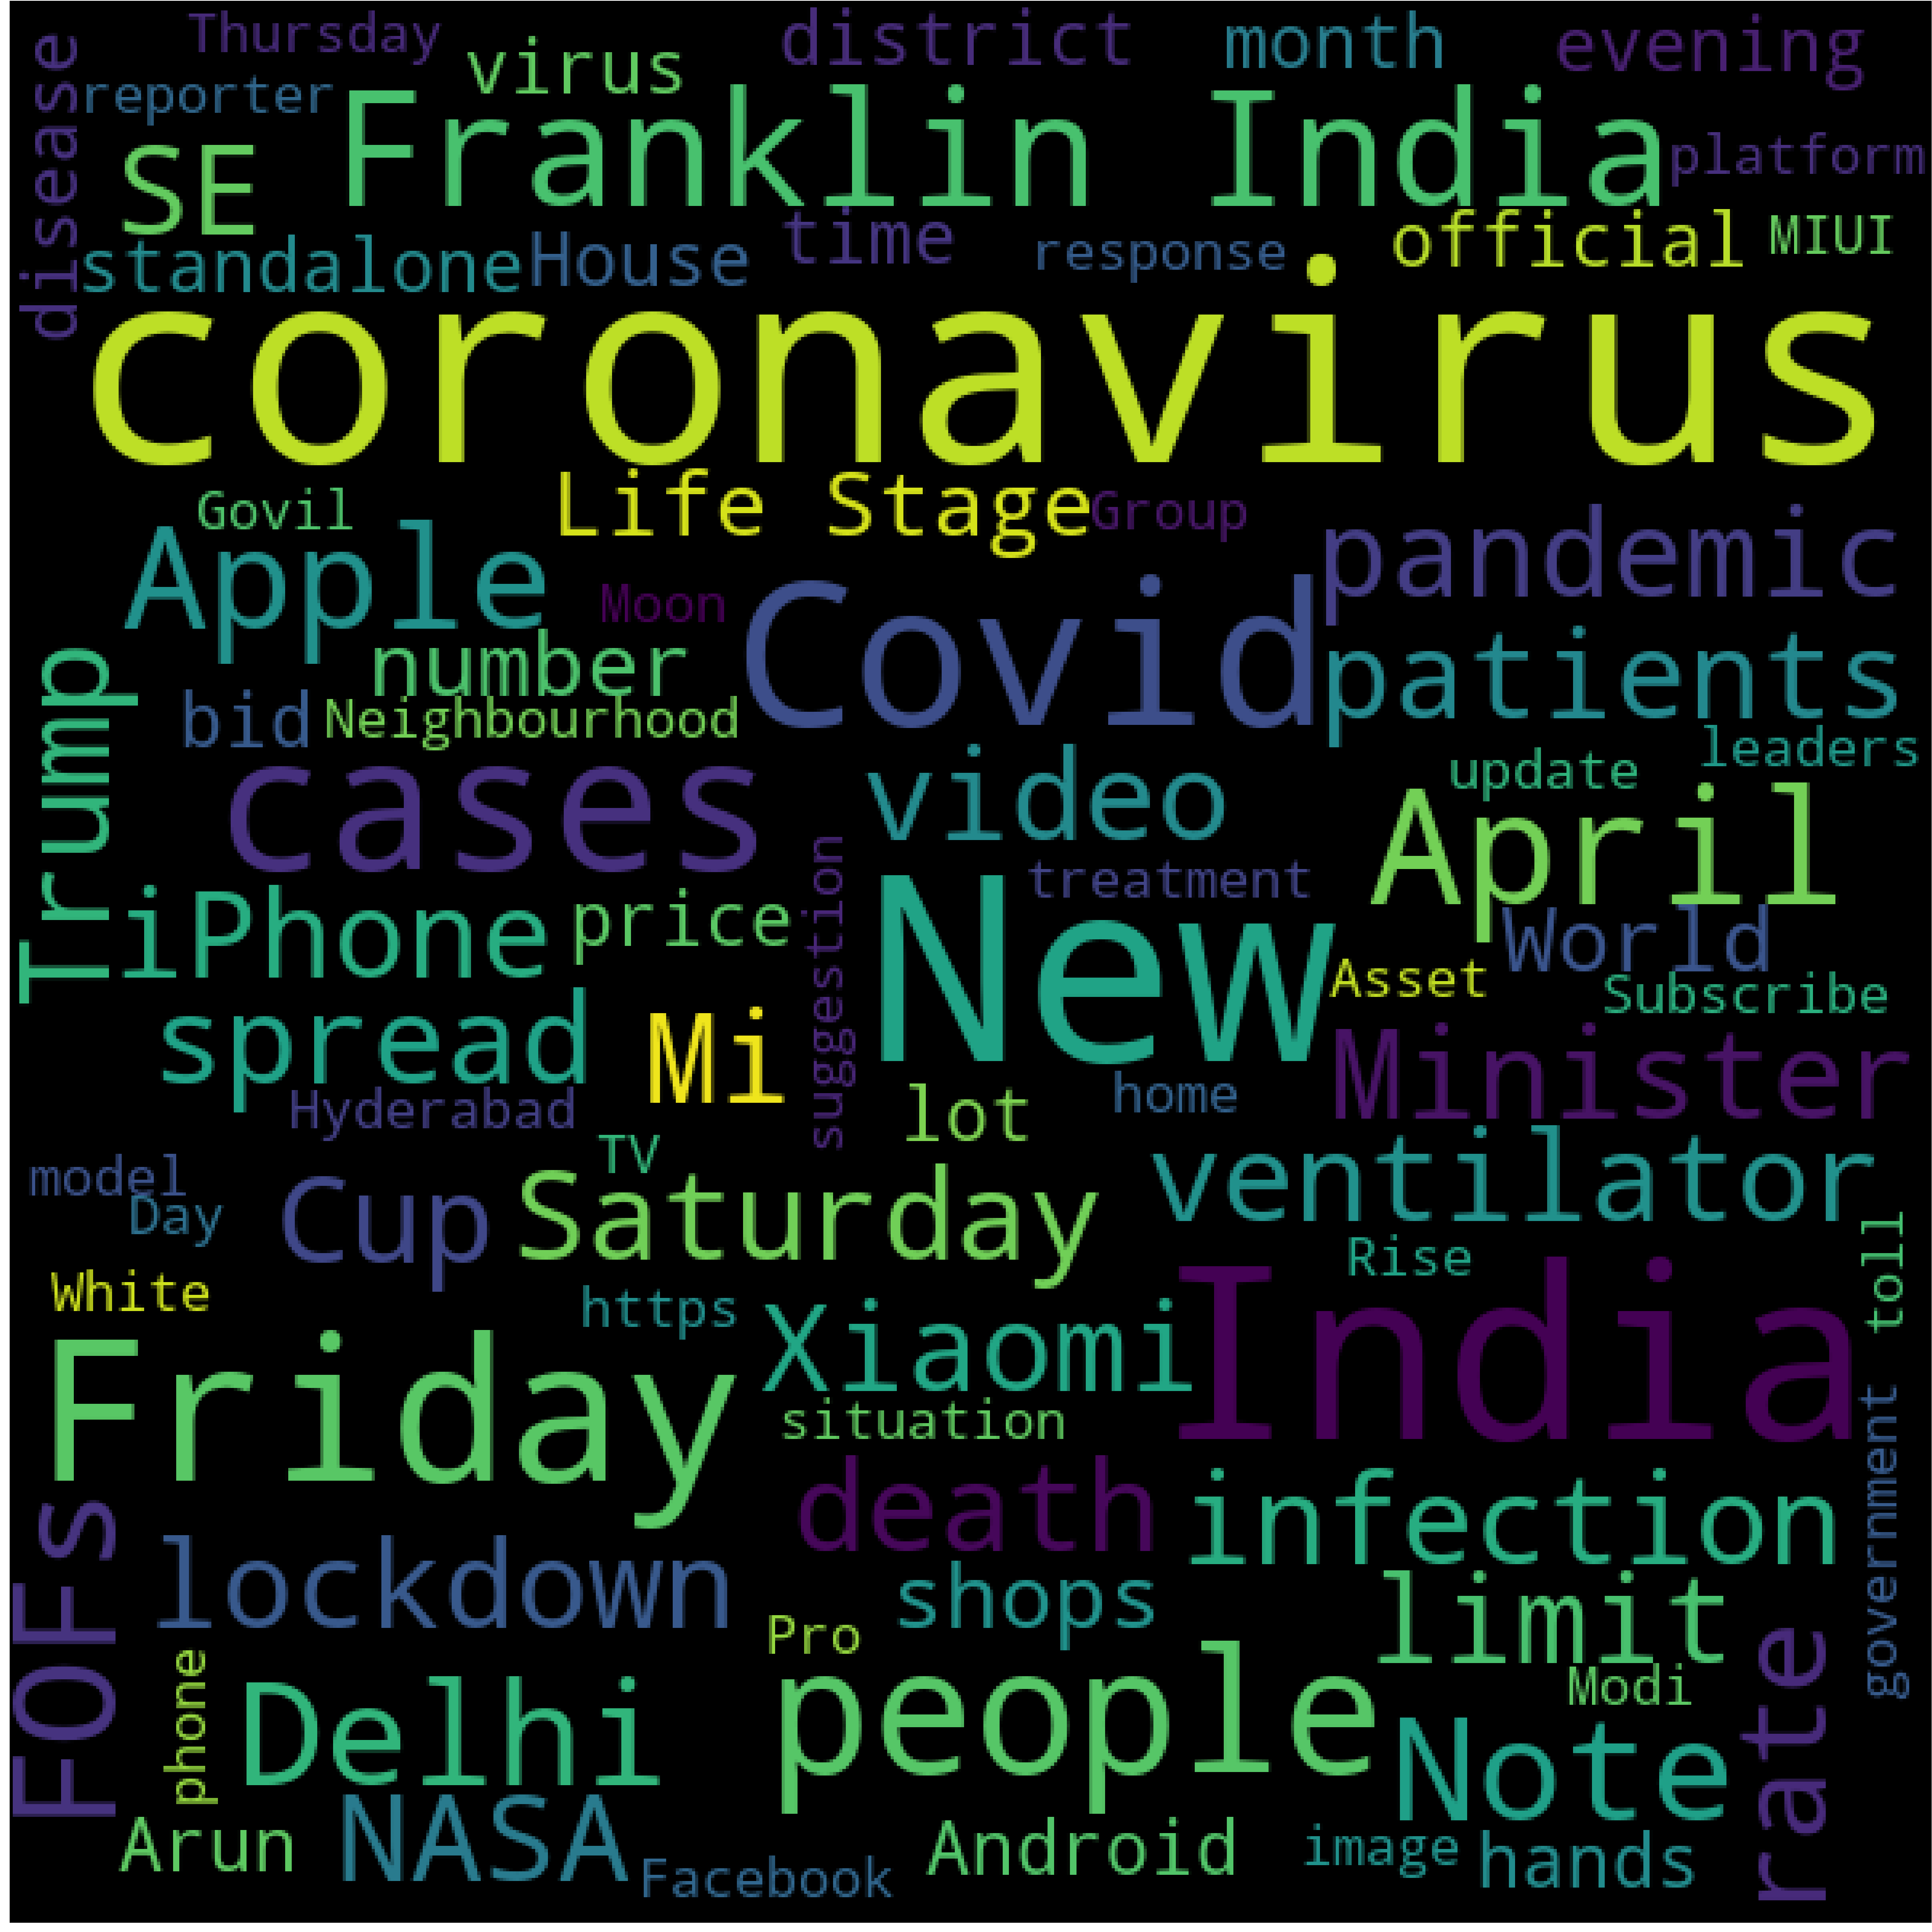 Thursday
virus
district
month
evening
disease
reporter
Franklin India
SE
platform
standalone
House
time
response
official
MIUI
coronavirus
Govil
Life Stage
Group
Apple
Moon
Covid
pandemic
number
patients
Trump
bid
Neighbourhood
leaders
cases
video
update
April
suggestion
treatment
iPhone
price
New
World
Asset
Subscribe
spread
Mi
Minister
Hyderabad
lot
home
TV
model
Day
Cup
Saturday
ventilator
Rise
toll
White
https
Xiaomi
India
Friday
situation
government
FOFs
death
infection
lockdown
shops
limit
Pro
phone
Delhi
people
Modi
Note
rate
Arun
NASA
Facebook
Android
image
hands